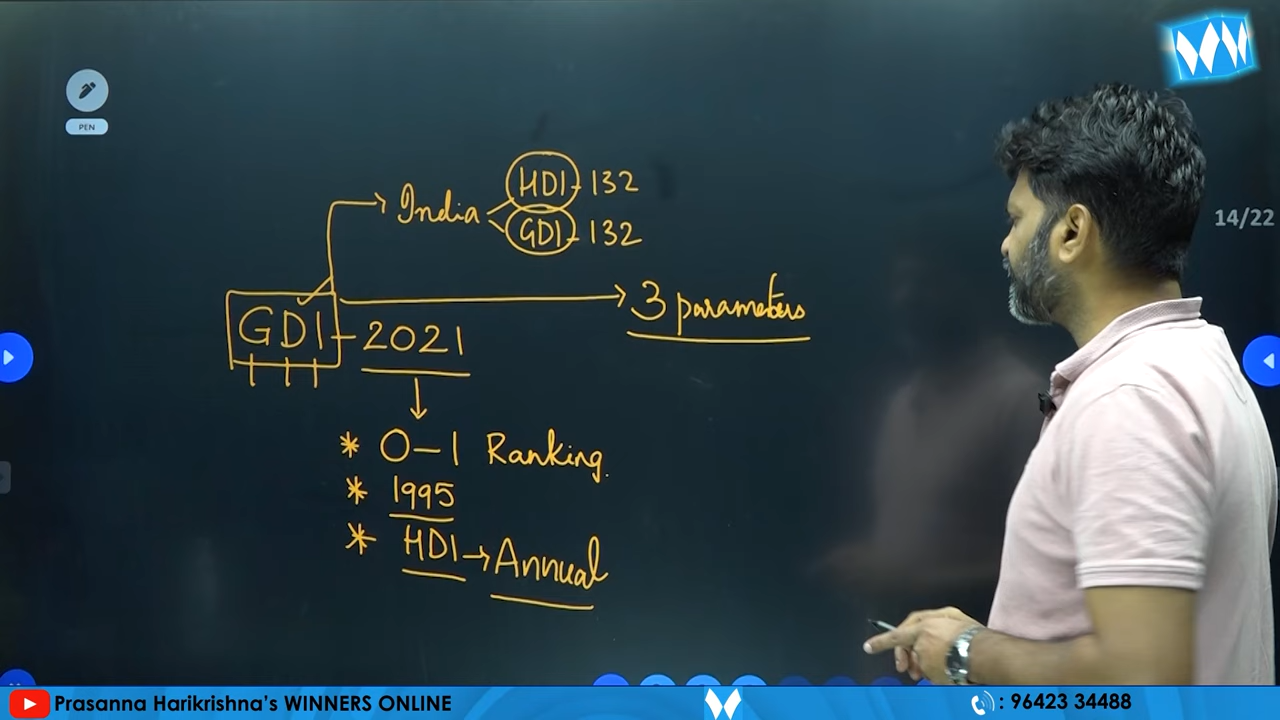 PEN
HDI - 132
India
GDI - 132
14/22
→ 3 parameters
GDI - 2021
* 0-1 Ranking.
* 1995
* HDI → Annual
Prasanna Harikrishna's WINNERS ONLINE
W
: 96423 34488